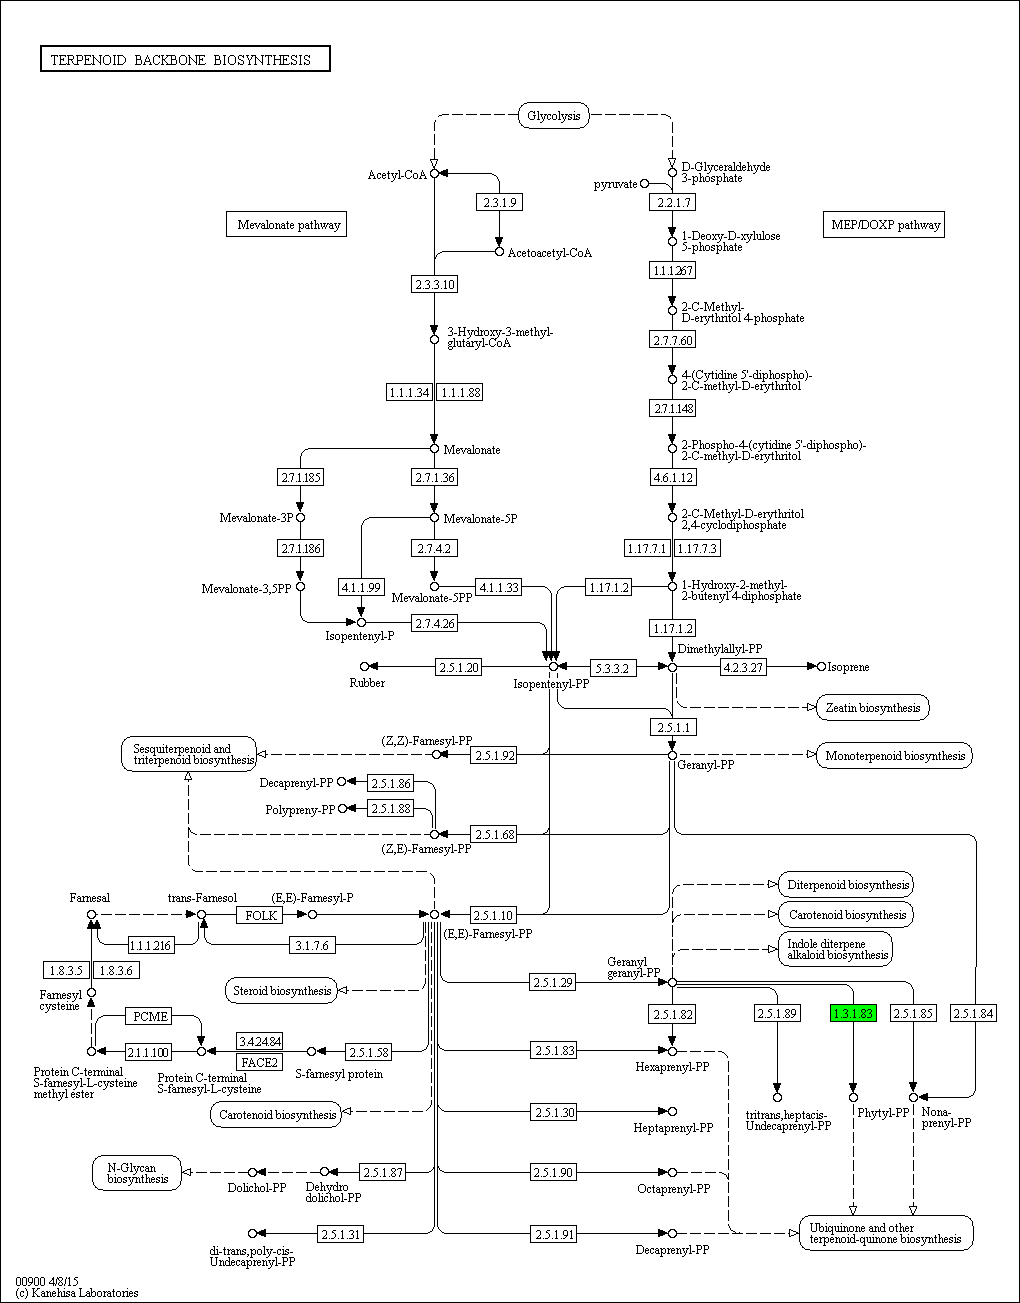 TERPENOID BACKBONE BIOSYNTHESIS
Glycolysis
Acetyl-CoA
D-Glyceraldehyde
3-phosphate
pyruvate
2.3.1.9
2.2.1.7
Mevalonate pathway
MEP/DOXP pathway
1-Deoxy-D-xylulose
5-phosphate
Acetoacetyl-CoA
2.3.3.10
1.1.1.267
2-C-Methyl-
D-erythritol 4-phosphate
3-Hydroxy-3-methyl-
glutaryl-CoA
2.7.7.60
4-(Cytidine 5'-diphospho)-
2-C-methyl-D-erythritol
1.1.1.34
1.1.1.88
2.7.1.148
Mevalonate
2-Phospho-4-(cytidine 5'-diphospho)-
2-C-methyl-D-erythritol
2.7.1.185
2.7.1.36
4.6.1.12
Mevalonate-3P
Mevalonate-5P
2-C-Methyl-D-erythritol
2,4-cyclodiphosphate
2.7.1.186
2.7.4.2
1.17.7.1
1.17.7.3
Mevalonate-3,5PP
4.1.1.99
Mevalonate-5PP
4.1.1.33
1.17.1.2
1-Hydroxy-2-methyl-
2-butenyl 4-diphosphate
Isopentenyl-P
2.7.4.26
1.17.1.2
Dimethylallyl-PP
Rubber
2.5.1.20
Isopentenyl-PP
5.3.3.2
4.2.3.27
Isoprene
Zeatin biosynthesis
2.5.1.1
Sesquiterpenoid and
triterpenoid biosynthesis
(Z,Z)-Farnesyl-PP
2.5.1.92
Geranyl-PP
Monoterpenoid biosynthesis
Decaprenyl-PP
2.5.1.86
Polypreny-PP
2.5.1.88
(Z,E)-Farnesyl-PP
2.5.1.68
Farnesal
trans-Farnesol
(E,E)-Farnesyl-P
Diterpenoid biosynthesis
FOLK
2.5.1.10
Carotenoid biosynthesis
(E,E)-Farnesyl-PP
1.1.1.216
3.1.7.6
Indole diterpene
alkaloid biosynthesis
1.8.3.5
1.8.3.6
Geranyl
geranyl-PP
Farnesyl
cysteine
Steroid biosynthesis
2.5.1.29
PCME
2.5.1.82
2.5.1.89
1.3.1.83
2.5.1.85
2.5.1.84
3.4.24.84
2.1.1.100
FACE2
2.5.1.58
2.5.1.83
Protein C-terminal
S-farnesyl-L-cysteine
methyl ester
Protein C-terminal
S-farnesyl-L-cysteine
S-farnesyl protein
Hexaprenyl-PP
Carotenoid biosynthesis
2.5.1.30
Heptaprenyl-PP
tritrans,heptacis-
Undecaprenyl-PP
Phytyl-PP
Nona-
prenyl-PP
N-Glycan
biosynthesis
Dolichol-PP
Dehydro
dolichol-PP
2.5.1.87
2.5.1.90
Octaprenyl-PP
2.5.1.31
di-trans,poly-cis-
Undecaprenyl-PP
2.5.1.91
Decaprenyl-PP
Ubiquinone and other
terpenoid-quinone biosynthesis
00900 4/8/15
(c) Kanehisa Laboratories